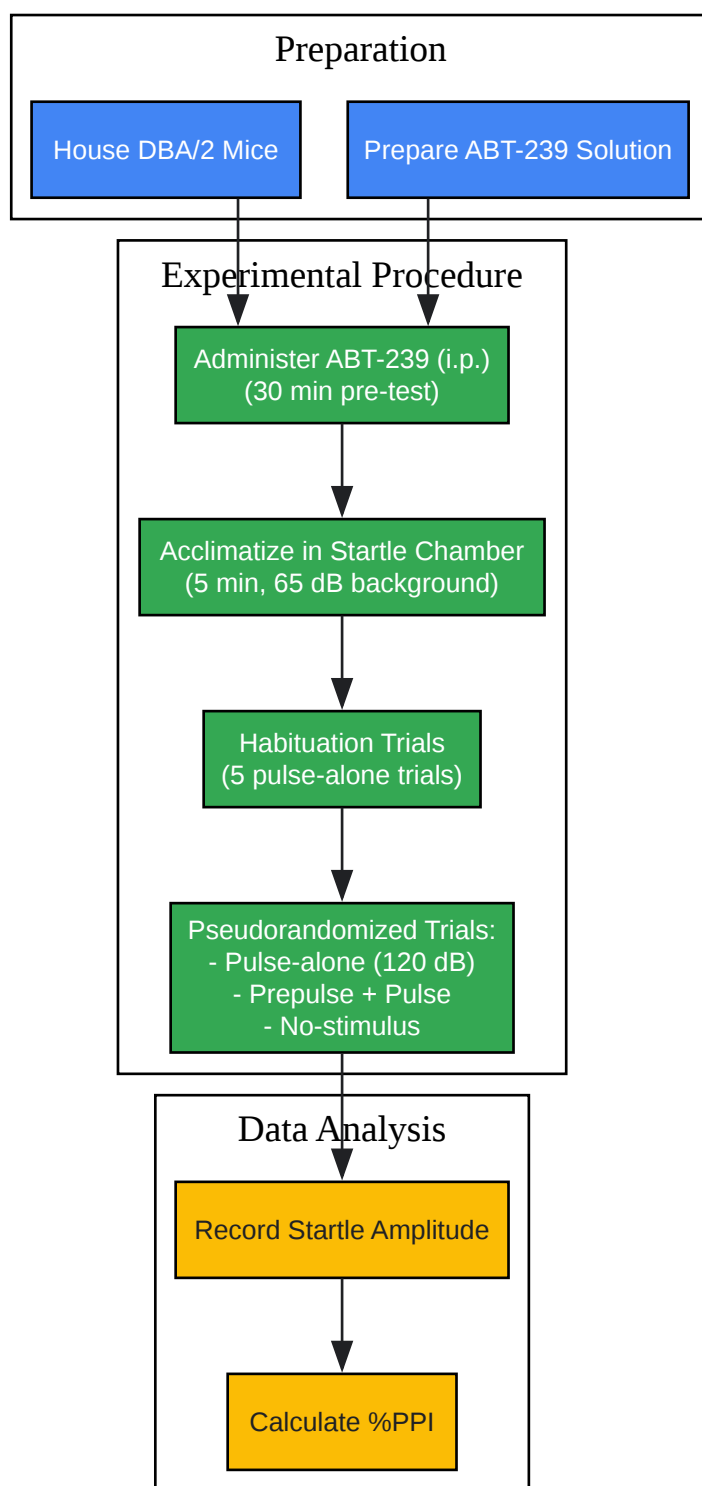 Preparation
House DBA/2 Mice
Prepare ABT-239 Solution
Experimental Procedure
Administer ABT-239 (i.p.)
(30 min pre-test)
Acclimatize in Startle Chamber
(5 min, 65 dB background)
Habituation Trials
(5 pulse-alone trials)
Pseudorandomized Trials:
- Pulse-alone (120 dB)
- Prepulse + Pulse
- No-stimulus
Data Analysis
Record Startle Amplitude
Calculate %PPI